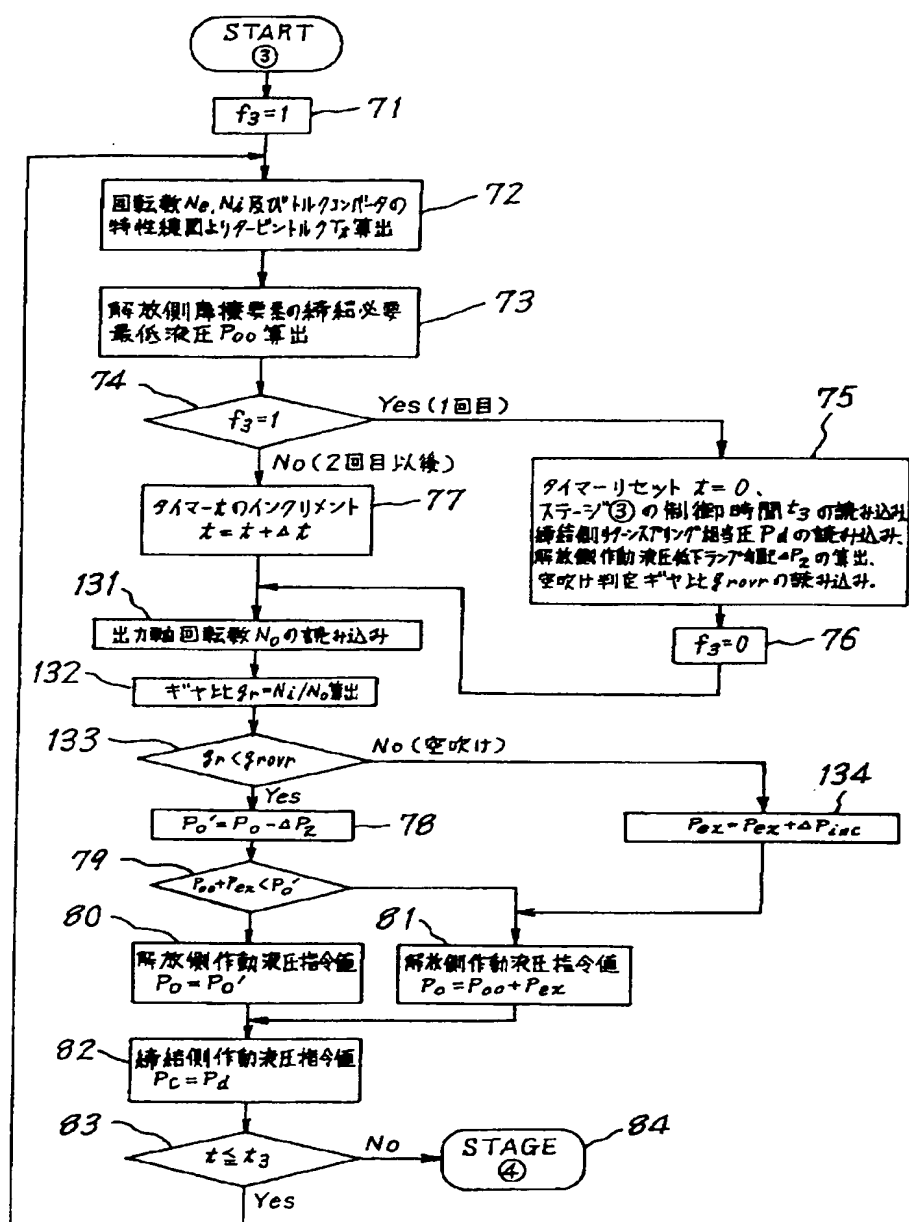 START
③
f₃=1
71
回転数Ne,Ni及びトルクコンバータの
特性線図よりタービントルクTt算出
72
解放側摩擦要素の締結必要
最低液圧Poo算出
73
74
f₃=1
Yes(1回目)
No(2回目以後)
75
タイマーリセット t=0、
ステージ③の制御時間t₃の読み込み
締結側リターンスプリング相当圧Pdの読み込み、
解放側作動液圧低下ランプ勾配ΔP₂の算出、
空吹け判定ギヤ比grovrの読み込み.
タイマーtのインクリメント
t=t+Δt
77
f₃=0
76
131
出力軸回転数Noの読み込み
132
ギヤ比gr=Ni/No算出
133
gr<grovr
No(空吹け)
Yes
134
Pex=Pex+ΔPinc
Po'=Po-ΔP₂
78
79
Poo+Pex<Po'
80
解放側作動液圧指令値
Po=Po'
81
解放側作動液圧指令値
Po=Poo+Pex
82
締結側作動液圧指令値
Pc=Pd
83
t≦t₃
No
Yes
STAGE
④
84